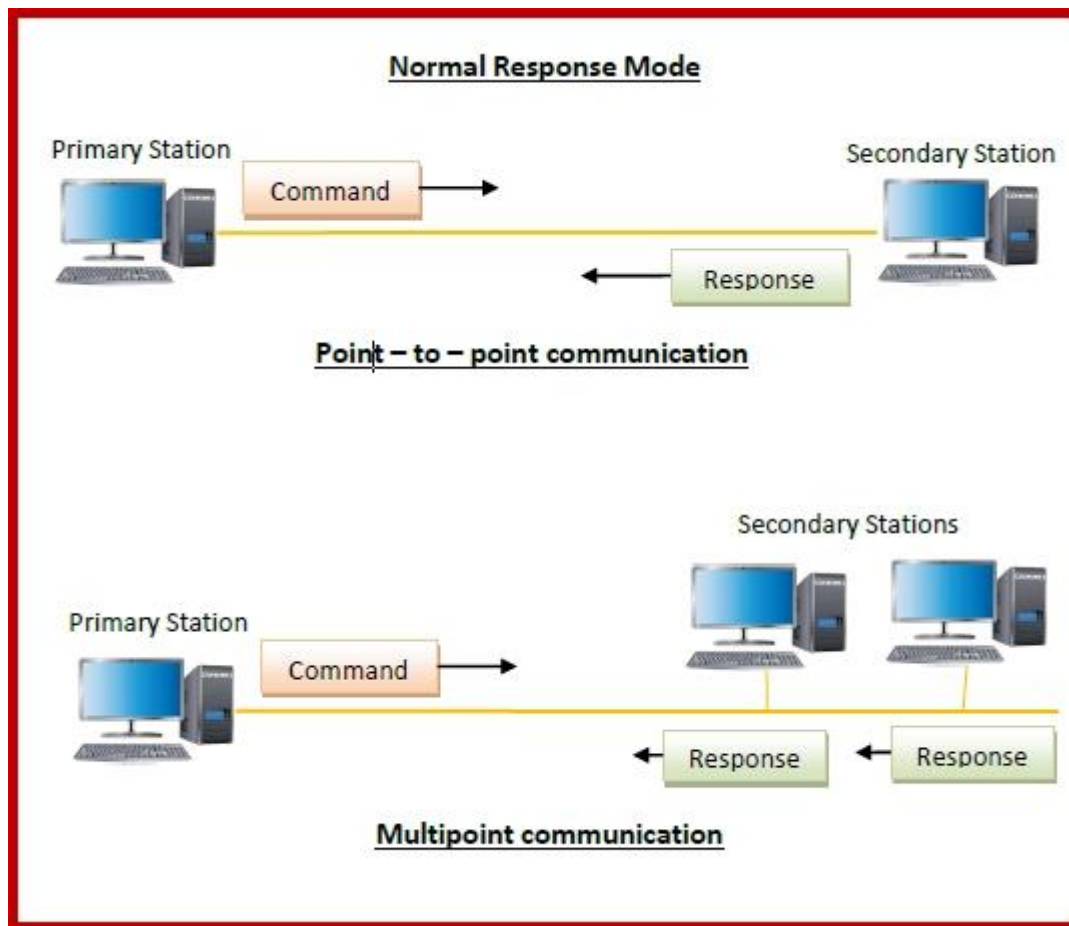 Normal Response Mode
Primary Station
Secondary Station
Command
Response
Point – to – point communication
Secondary Stations
Primary Station
Command
Response
Response
Multipoint communication